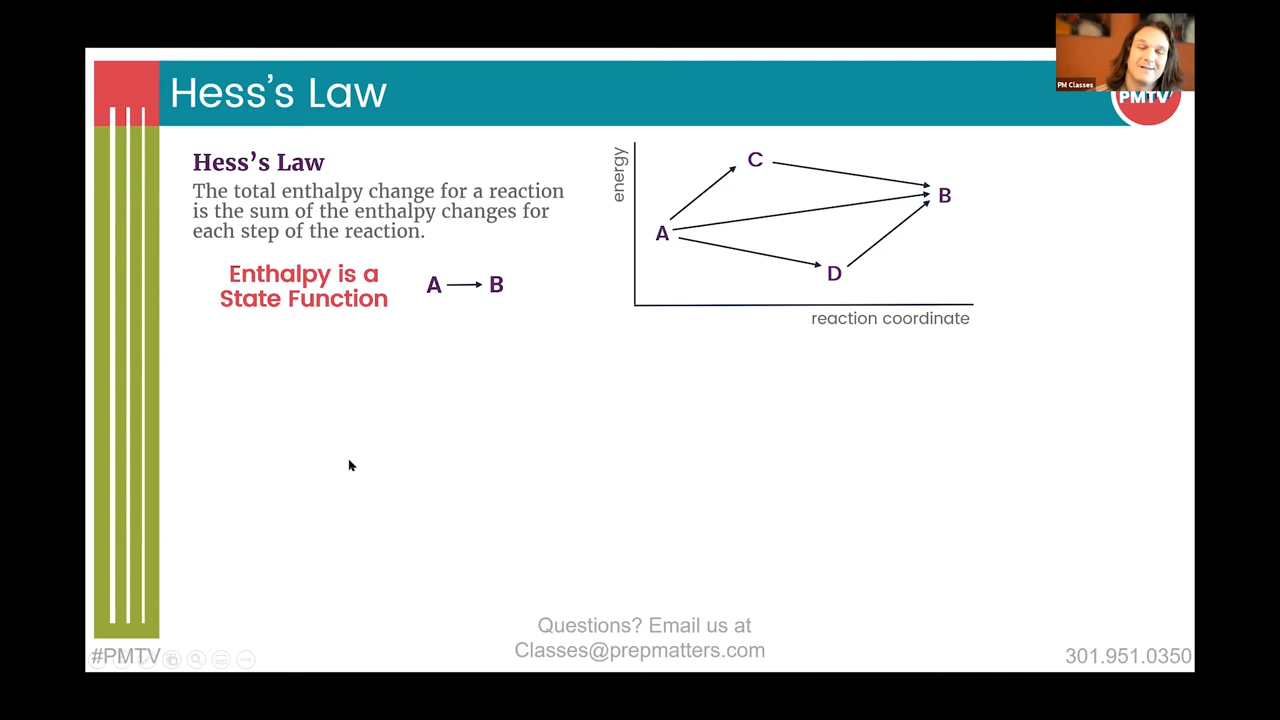 Hess's Law
PM Classes
PMTV
Hess's Law
The total enthalpy change for a reaction
is the sum of the enthalpy changes for
each step of the reaction.
Enthalpy is a
State Function
A
B
energy
C
B
A
D
reaction coordinate
Questions? Email us at
Classes@prepmatters.com
#PMTV
301.951.0350